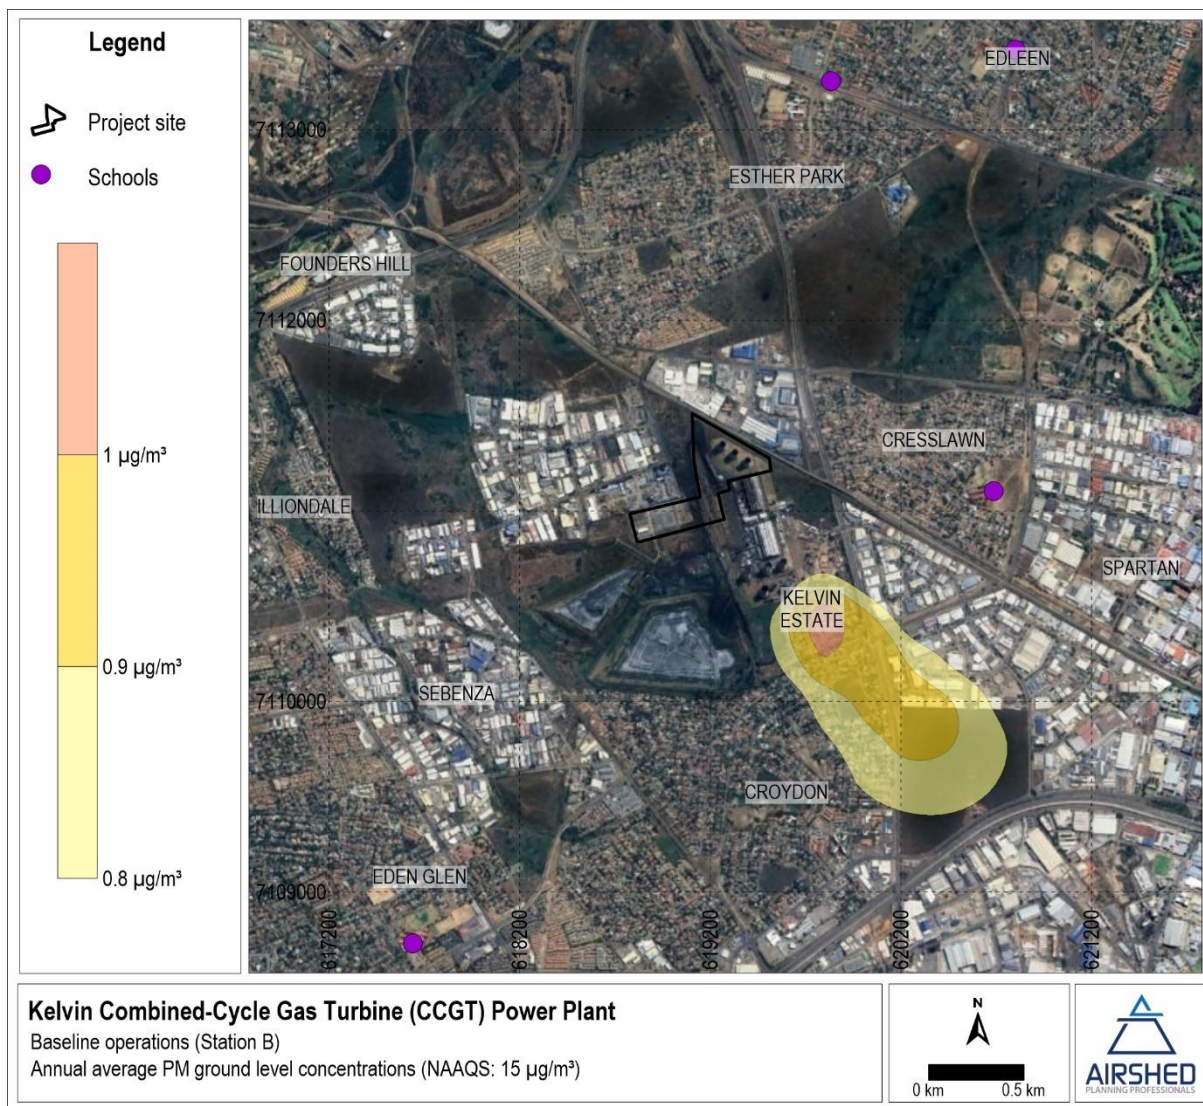 Legend
Project site
Schools
1 µg/m³
0.9 µg/m³
0.8 µg/m³
EDLEEN
7113000
ESTHER PARK
FOUNDERS HILL
7112000
CRESSLAWN
ILLIONDALE
SPARTAN
KELVIN
ESTATE
SEBENZA
7110000
CROYDON
EDEN GLEN
7109000
617200
618200
619200
620200
621200
Kelvin Combined-Cycle Gas Turbine (CCGT) Power Plant
Baseline operations (Station B)
Annual average PM ground level concentrations (NAAQS: 15 µg/m³)
N
0 km
0.5 km
AIRSHED
PLANNING PROFESSIONALS